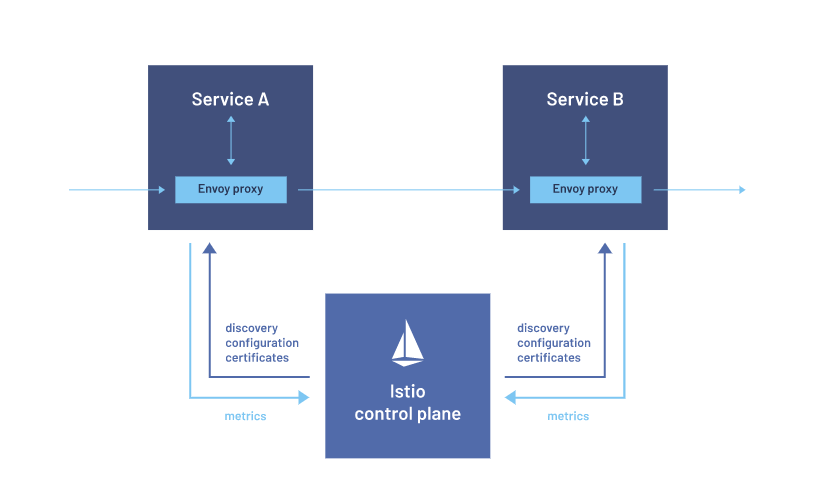 Service A
Service B
Envoy proxy
Envoy proxy
discovery
configuration
certificates
discovery
configuration
certificates
Istio
control plane
metrics
metrics